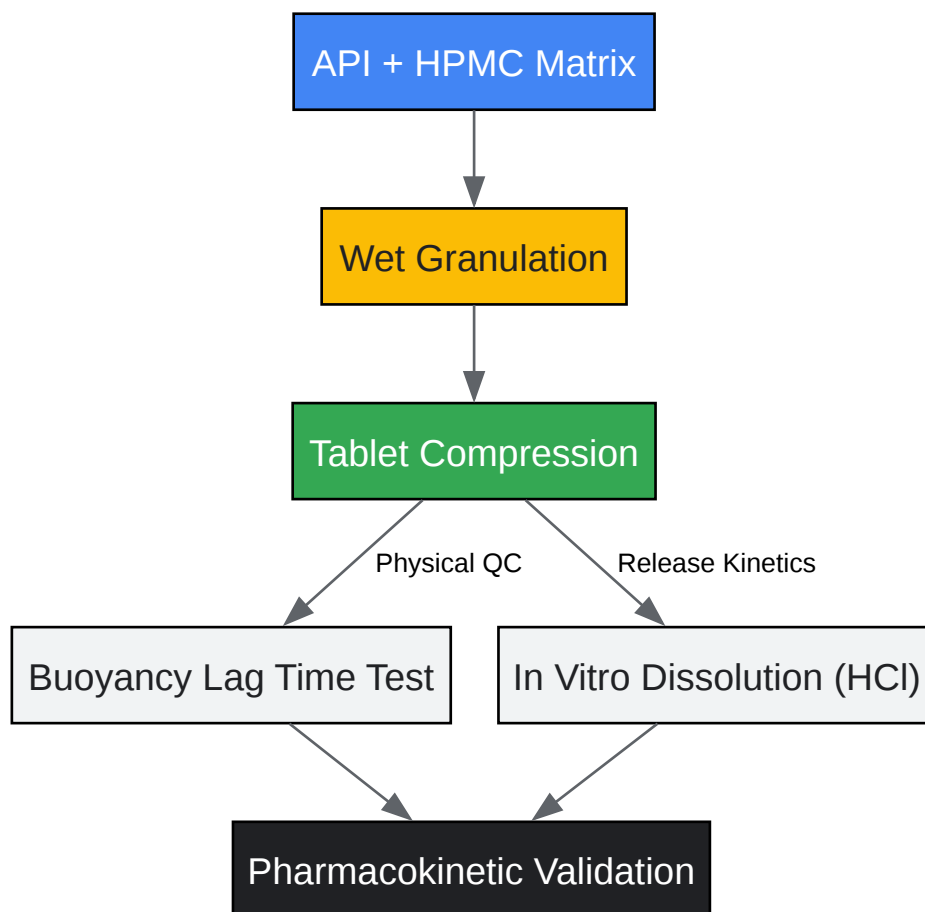 API + HPMC Matrix
Wet Granulation
Tablet Compression
Physical QC
Release Kinetics
Buoyancy Lag Time Test
In Vitro Dissolution (HCl)
Pharmacokinetic Validation